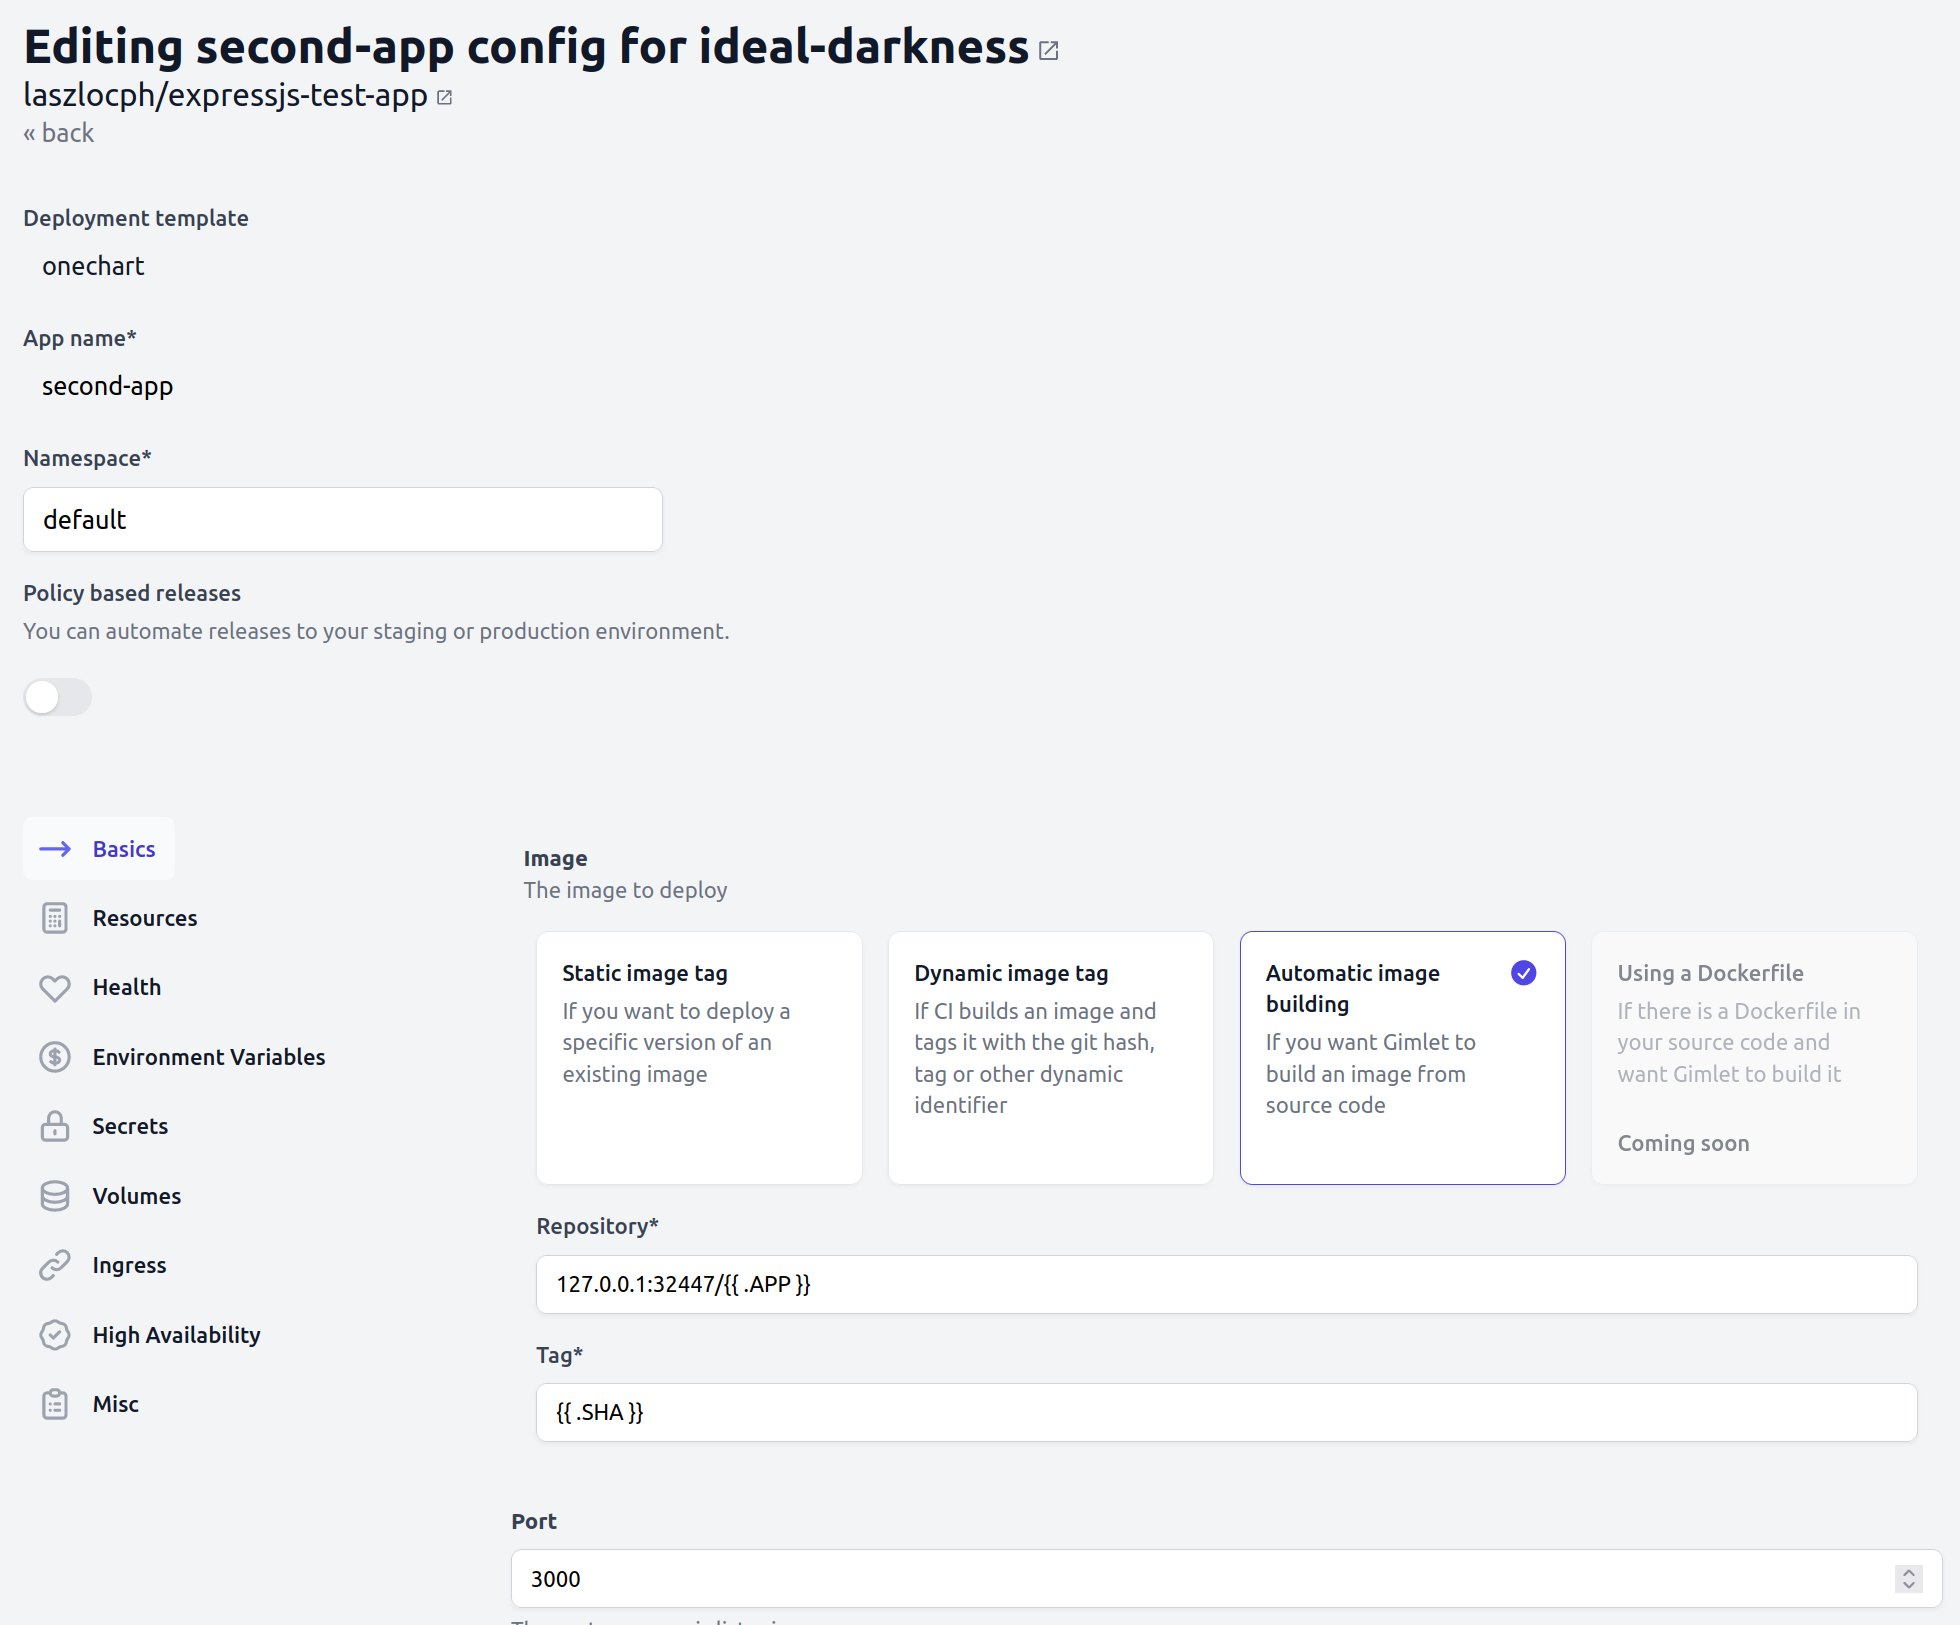 Editing second-app config for ideal-darkness
laszlocph/expressjs-test-app
« back
Deployment template
onechart
App name*
second-app
Namespace*
default
Policy based releases
You can automate releases to your staging or production environment.
Basics
Resources
Health
Environment Variables
Secrets
Volumes
Ingress
High Availability
Misc
Image
The image to deploy
Static image tag
If you want to deploy a
specific version of an
existing image
Dynamic image tag
If CI builds an image and
tags it with the git hash,
tag or other dynamic
identifier
Automatic image
building
If you want Gimlet to
build an image from
source code
Using a Dockerfile
If there is a Dockerfile in
your source code and
want Gimlet to build it
Coming soon
Repository*
127.0.0.1:32447/{{ .APP }}
Tag*
{{ .SHA }}
Port
3000